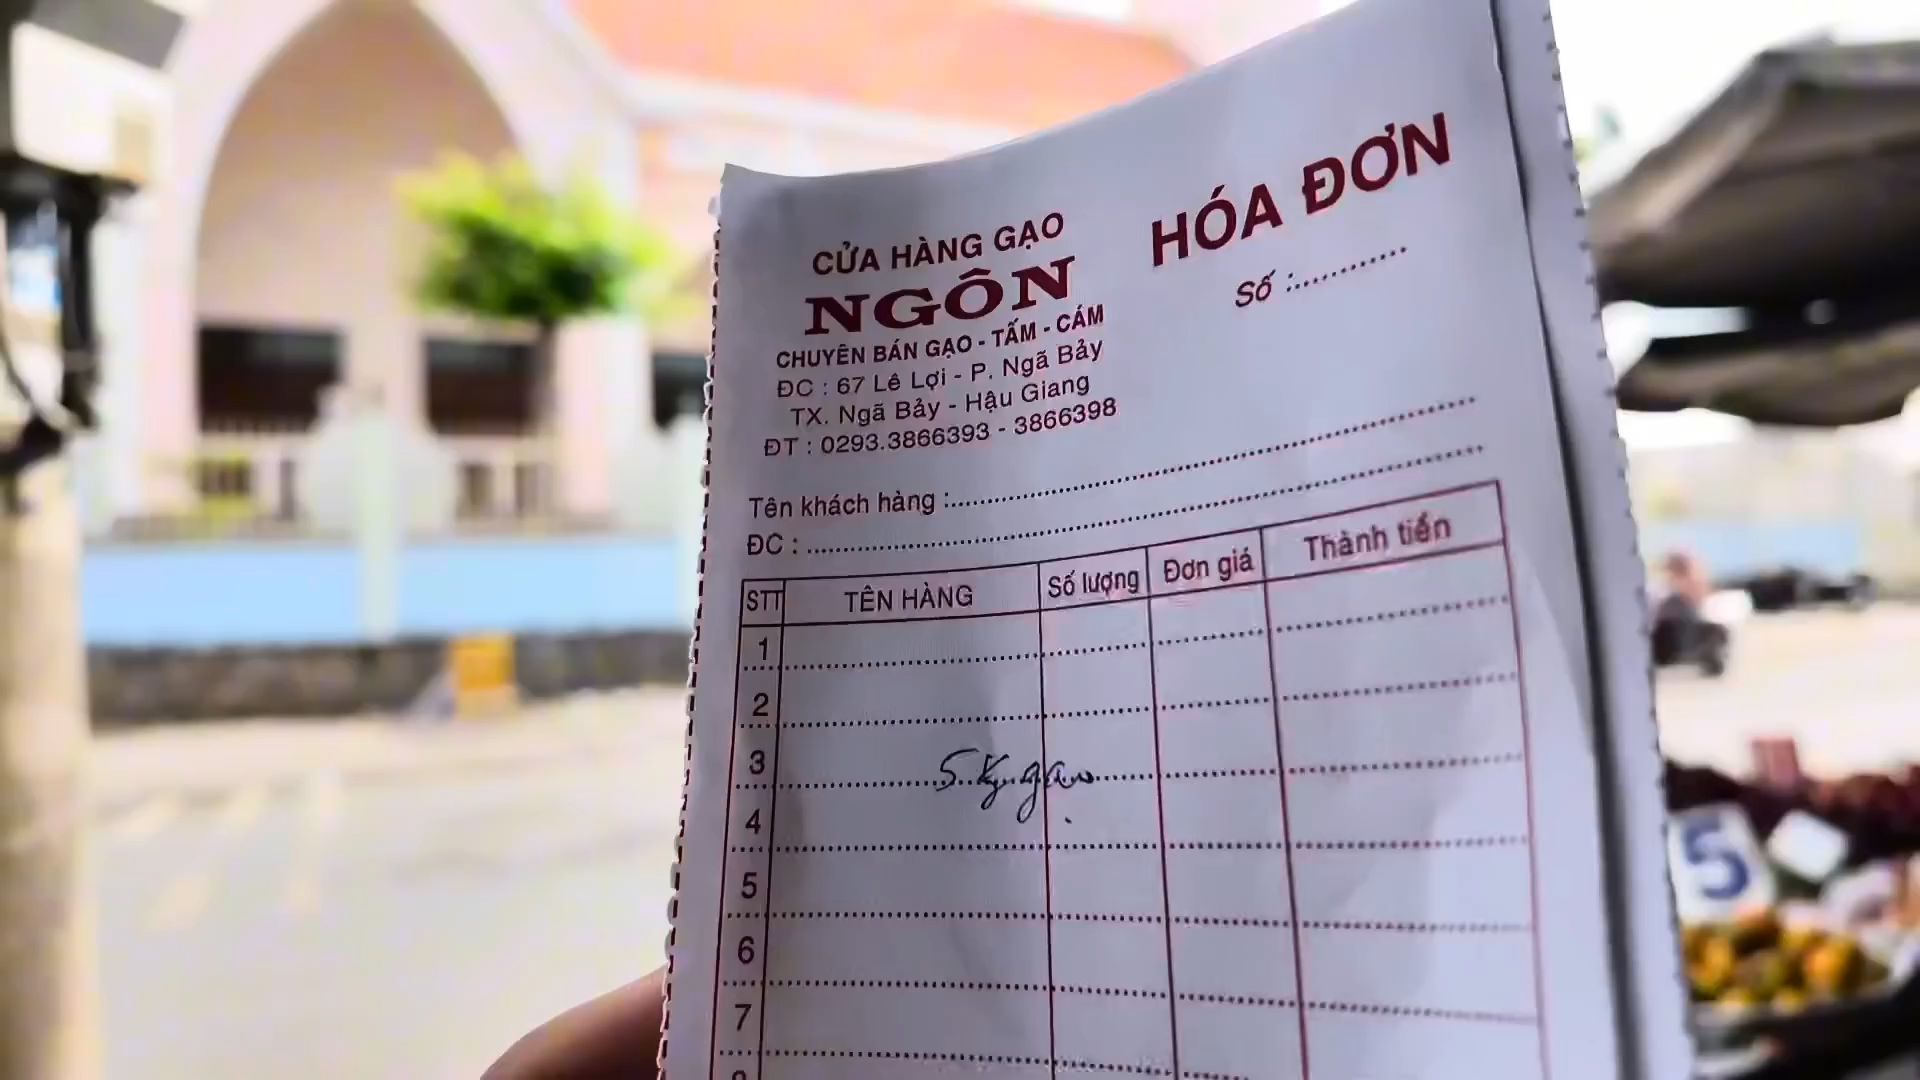 CỬA HÀNG GẠO
NGÔN
CHUYÊN BÁN GẠO - TẤM - CÁM
ĐC : 67 Lê Lợi - P. Ngã Bảy
TX. Ngã Bảy - Hậu Giang
ĐT : 0293.3866393 - 3866398
HÓA ĐƠN
Số :............
Tên khách hàng :
ĐC :
STT TÊN HÀNG Số lượng Đơn giá Thành tiền
1
2
3 5 kg gạo
4
5
6
7
5